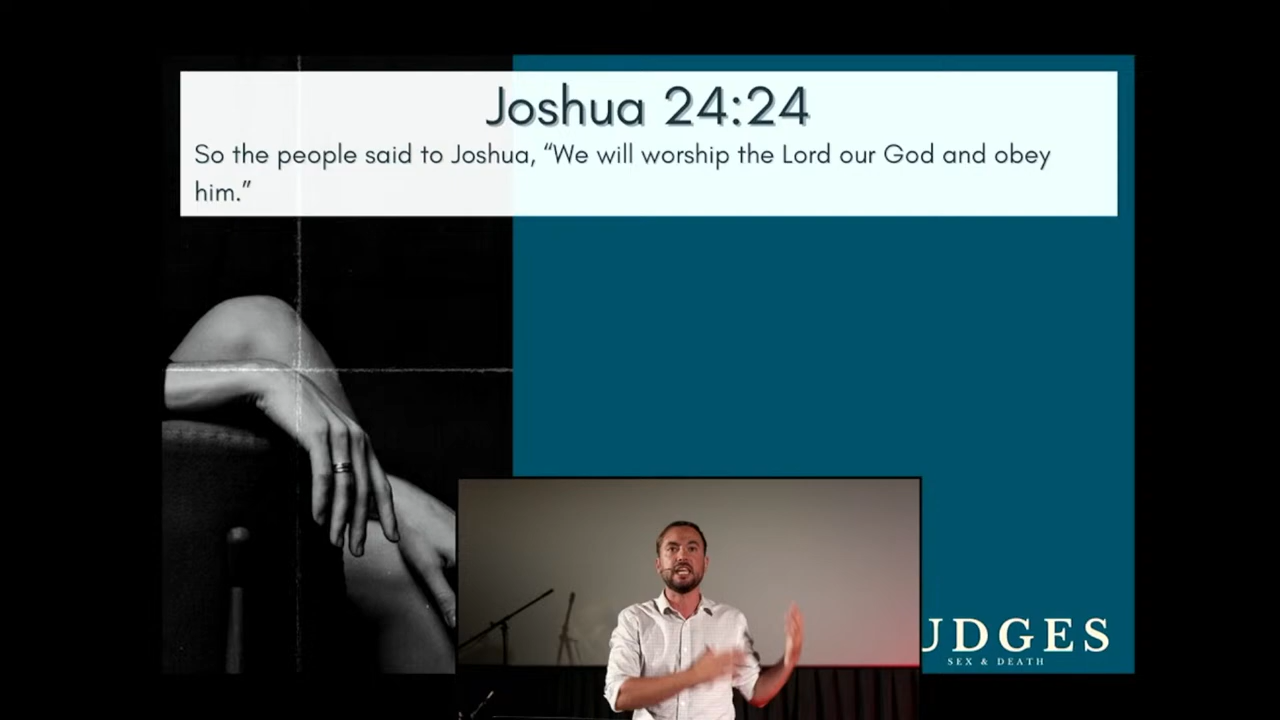 Joshua 24:24
So the people said to Joshua, “We will worship the Lord our God and obey
him.”
UDGES
SEX & DEATH